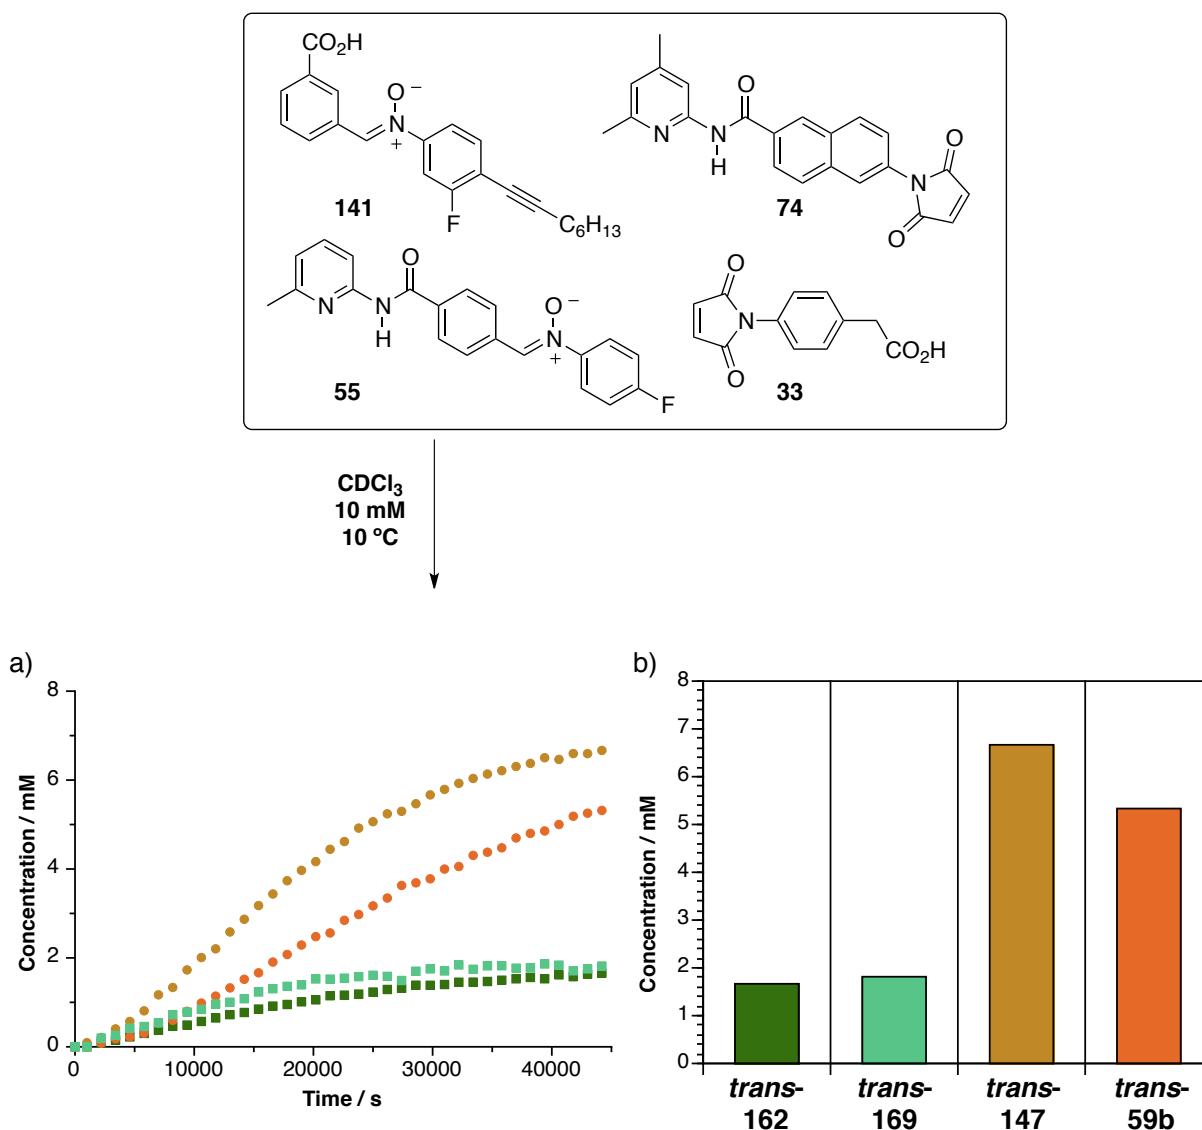 CO2H
O −
N
+
F
C6H13
141
N
N
H
O
N
O
O
74
N
N
H
O
O −
N
+
F
55
O
N
O
CO2H
33
CDCl3
10 mM
10 ºC
a)
Concentration / mM
8
6
4
2
0
0 10000 20000 30000 40000
Time / s
b)
Concentration / mM
8
7
6
5
4
3
2
1
0
trans- trans- trans- trans-
162 169 147 59b